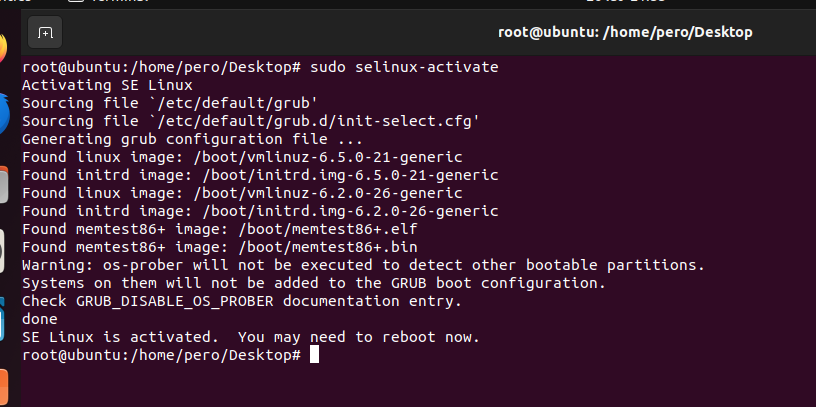 root@ubuntu: /home/pero/Desktop
root@ubuntu:/home/pero/Desktop# sudo selinux-activate
Activating SE Linux
Sourcing file `/etc/default/grub'
Sourcing file `/etc/default/grub.d/init-select.cfg'
Generating grub configuration file ...
Found linux image: /boot/vmlinuz-6.5.0-21-generic
Found initrd image: /boot/initrd.img-6.5.0-21-generic
Found linux image: /boot/vmlinuz-6.2.0-26-generic
Found initrd image: /boot/initrd.img-6.2.0-26-generic
Found memtest86+ image: /boot/memtest86+.elf
Found memtest86+ image: /boot/memtest86+.bin
Warning: os-prober will not be executed to detect other bootable partitions.
Systems on them will not be added to the GRUB boot configuration.
Check GRUB_DISABLE_OS_PROBER documentation entry.
done
SE Linux is activated.  You may need to reboot now.
root@ubuntu:/home/pero/Desktop#